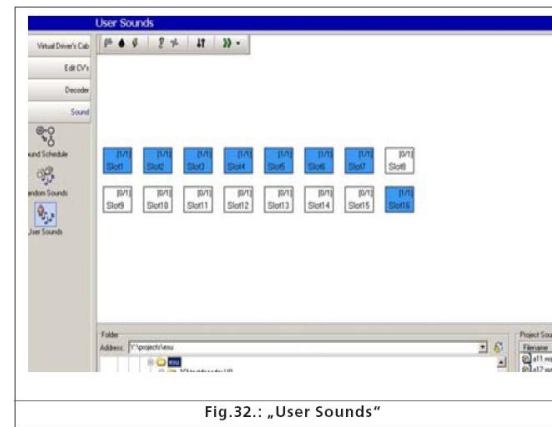 User Sounds
Virtual Driver's Cab
Edit CV's
Decoder
Sound
und Schedule
andom Sounds
User Sounds
[1/1] [1/1] [1/1] [1/1] [1/1] [1/1] [1/1] [0/1]
Slot1 Slot2 Slot3 Slot4 Slot5 Slot6 Slot7 Slot8
[0/1] [0/1] [0/1] [0/1] [0/1] [0/1] [0/1] [1/1]
Slot9 Slot10 Slot11 Slot12 Slot13 Slot14 Slot15 Slot16
Folder
Project Sou
Address:
Filename
esu
Fig.32.: „User Sounds“